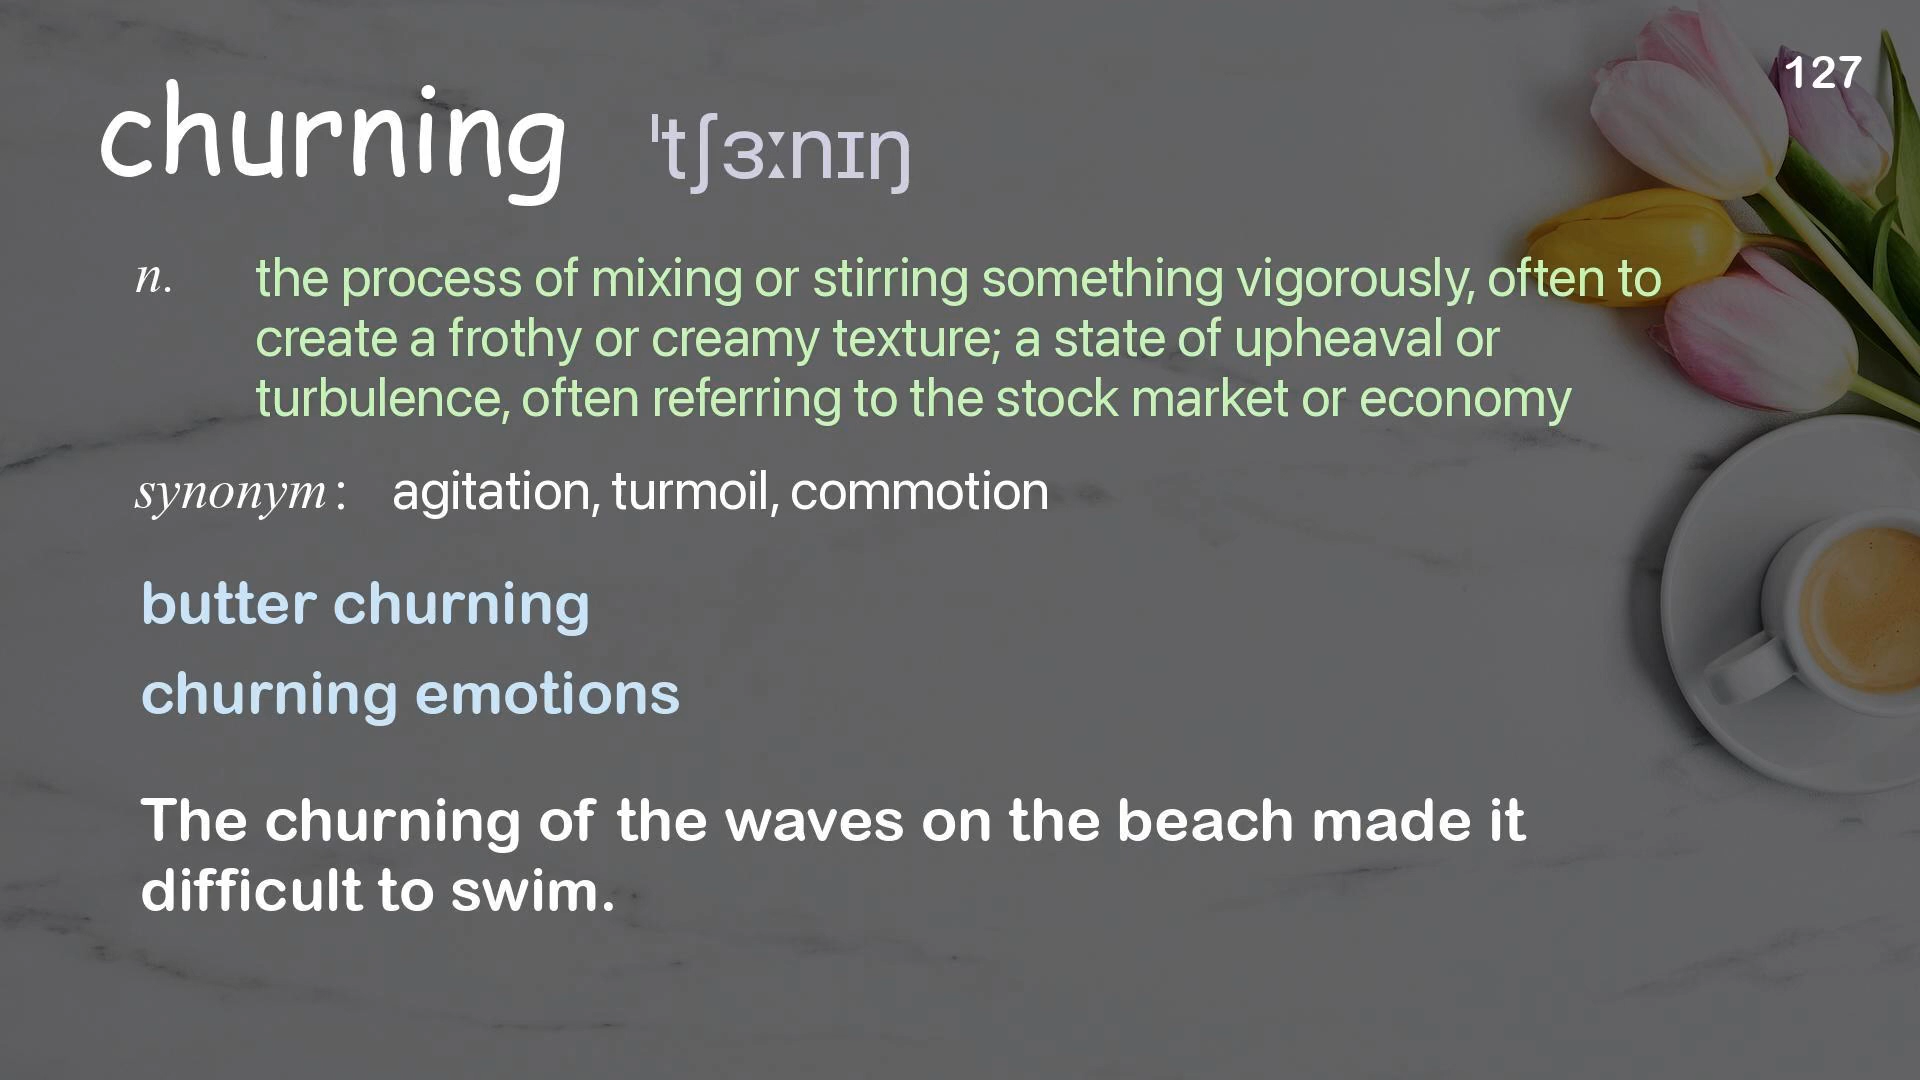 127
churning ˈtʃɜːnɪŋ
n. the process of mixing or stirring something vigorously, often to
create a frothy or creamy texture; a state of upheaval or
turbulence, often referring to the stock market or economy
synonym: agitation, turmoil, commotion
butter churning
churning emotions
The churning of the waves on the beach made it
difficult to swim.